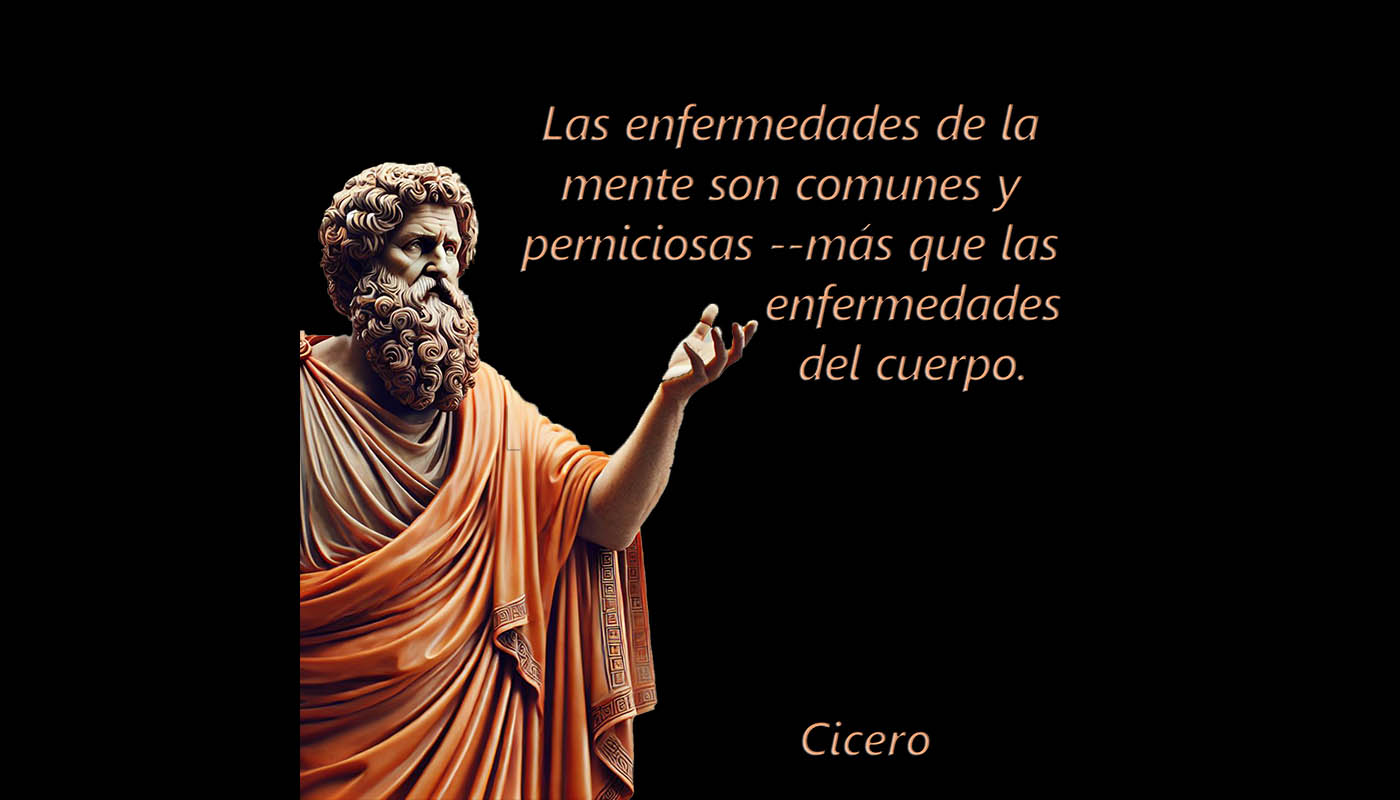 Las enfermedades de la
mente son comunes y
perniciosas --más que las
enfermedades
del cuerpo.
Cicero